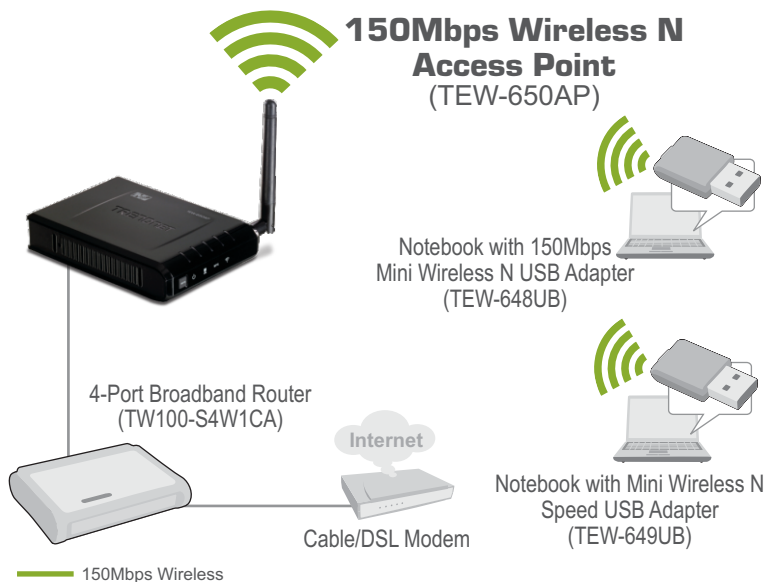 150Mbps Wireless N
Access Point
(TEW-650AP)
Notebook with 150Mbps
Mini Wireless N USB Adapter
(TEW-648UB)
4-Port Broadband Router
(TW100-S4W1CA)
Internet
Cable/DSL Modem
Notebook with Mini Wireless N
Speed USB Adapter
(TEW-649UB)
150Mbps Wireless